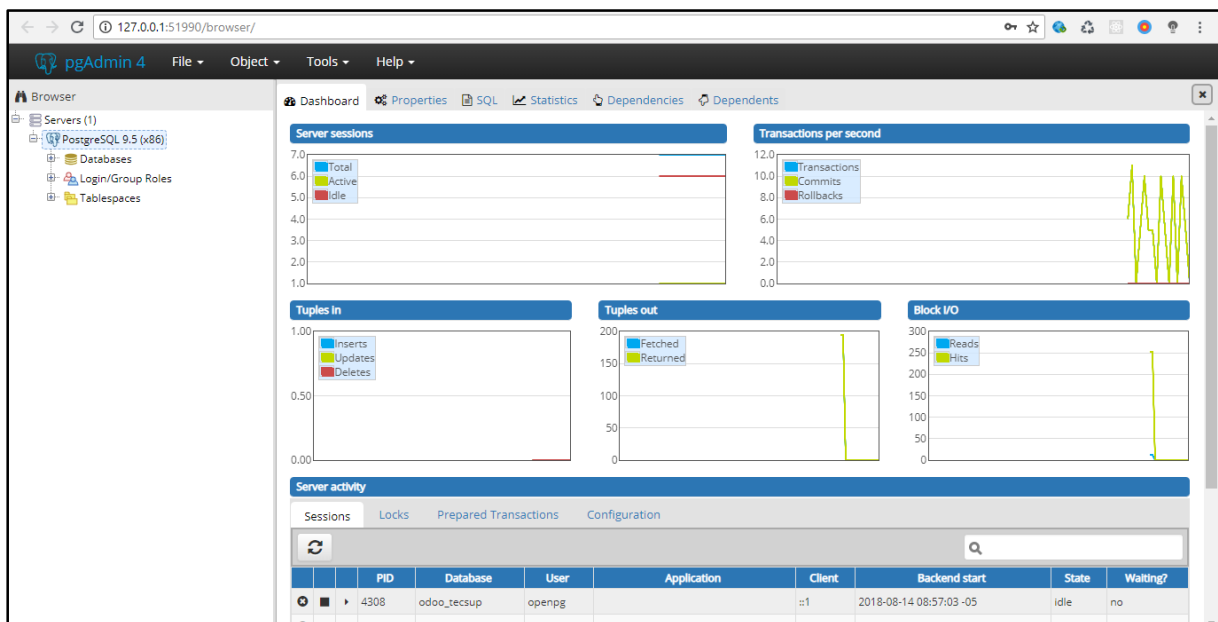 127.0.0.1:51990/browser/
pgAdmin 4 File Object Tools Help
Browser
Servers (1)
PostgreSQL 9.5 (x86)
Databases
Login/Group Roles
Tablespaces
Dashboard Properties SQL Statistics Dependencies Dependents
Server sessions
7.0
6.0
5.0
4.0
3.0
2.0
1.0
Total
Active
Idle
Transactions per second
12.0
10.0
8.0
6.0
4.0
2.0
0.0
Transactions
Commits
Rollbacks
Tuples in
1.00
0.50
0.00
Inserts
Updates
Deletes
Tuples out
200
150
100
50
0
Fetched
Returned
Block I/O
300
250
200
150
100
50
0
Reads
Hits
Server activity
Sessions Locks Prepared Transactions Configuration
PID Database User Application Client Backend start State Waiting?
4308 odoo_tecsup openpg ::1 2018-08-14 08:57:03 -05 idle no